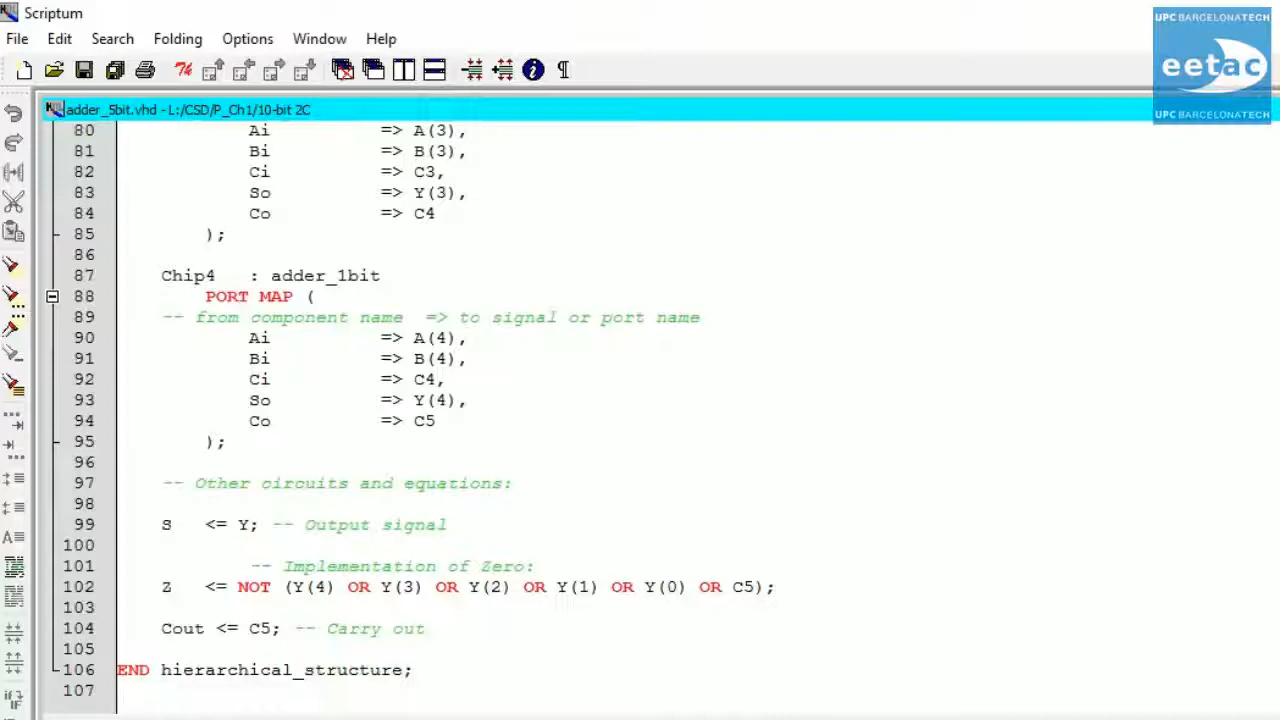 Scriptum
UPC BARCELONATECH
eetac
UPC BARCELONATECH
File Edit Search Folding Options Window Help
adder_5bit.vhd - L:/CSD/P_Ch1/10-bit 2C
80 Ai => A(3),
81 Bi => B(3),
82 Ci => C3,
83 So => Y(3),
84 Co => C4
85 );
86
87 Chip4 : adder_1bit
88 PORT MAP (
89 -- from component name => to signal or port name
90 Ai => A(4),
91 Bi => B(4),
92 Ci => C4,
93 So => Y(4),
94 Co => C5
95 );
96
97 -- Other circuits and equations:
98
99 S <= Y; -- Output signal
100
101 -- Implementation of Zero:
102 Z <= NOT (Y(4) OR Y(3) OR Y(2) OR Y(1) OR Y(0) OR C5);
103
104 Cout <= C5; -- Carry out
105
106 END hierarchical_structure;
107